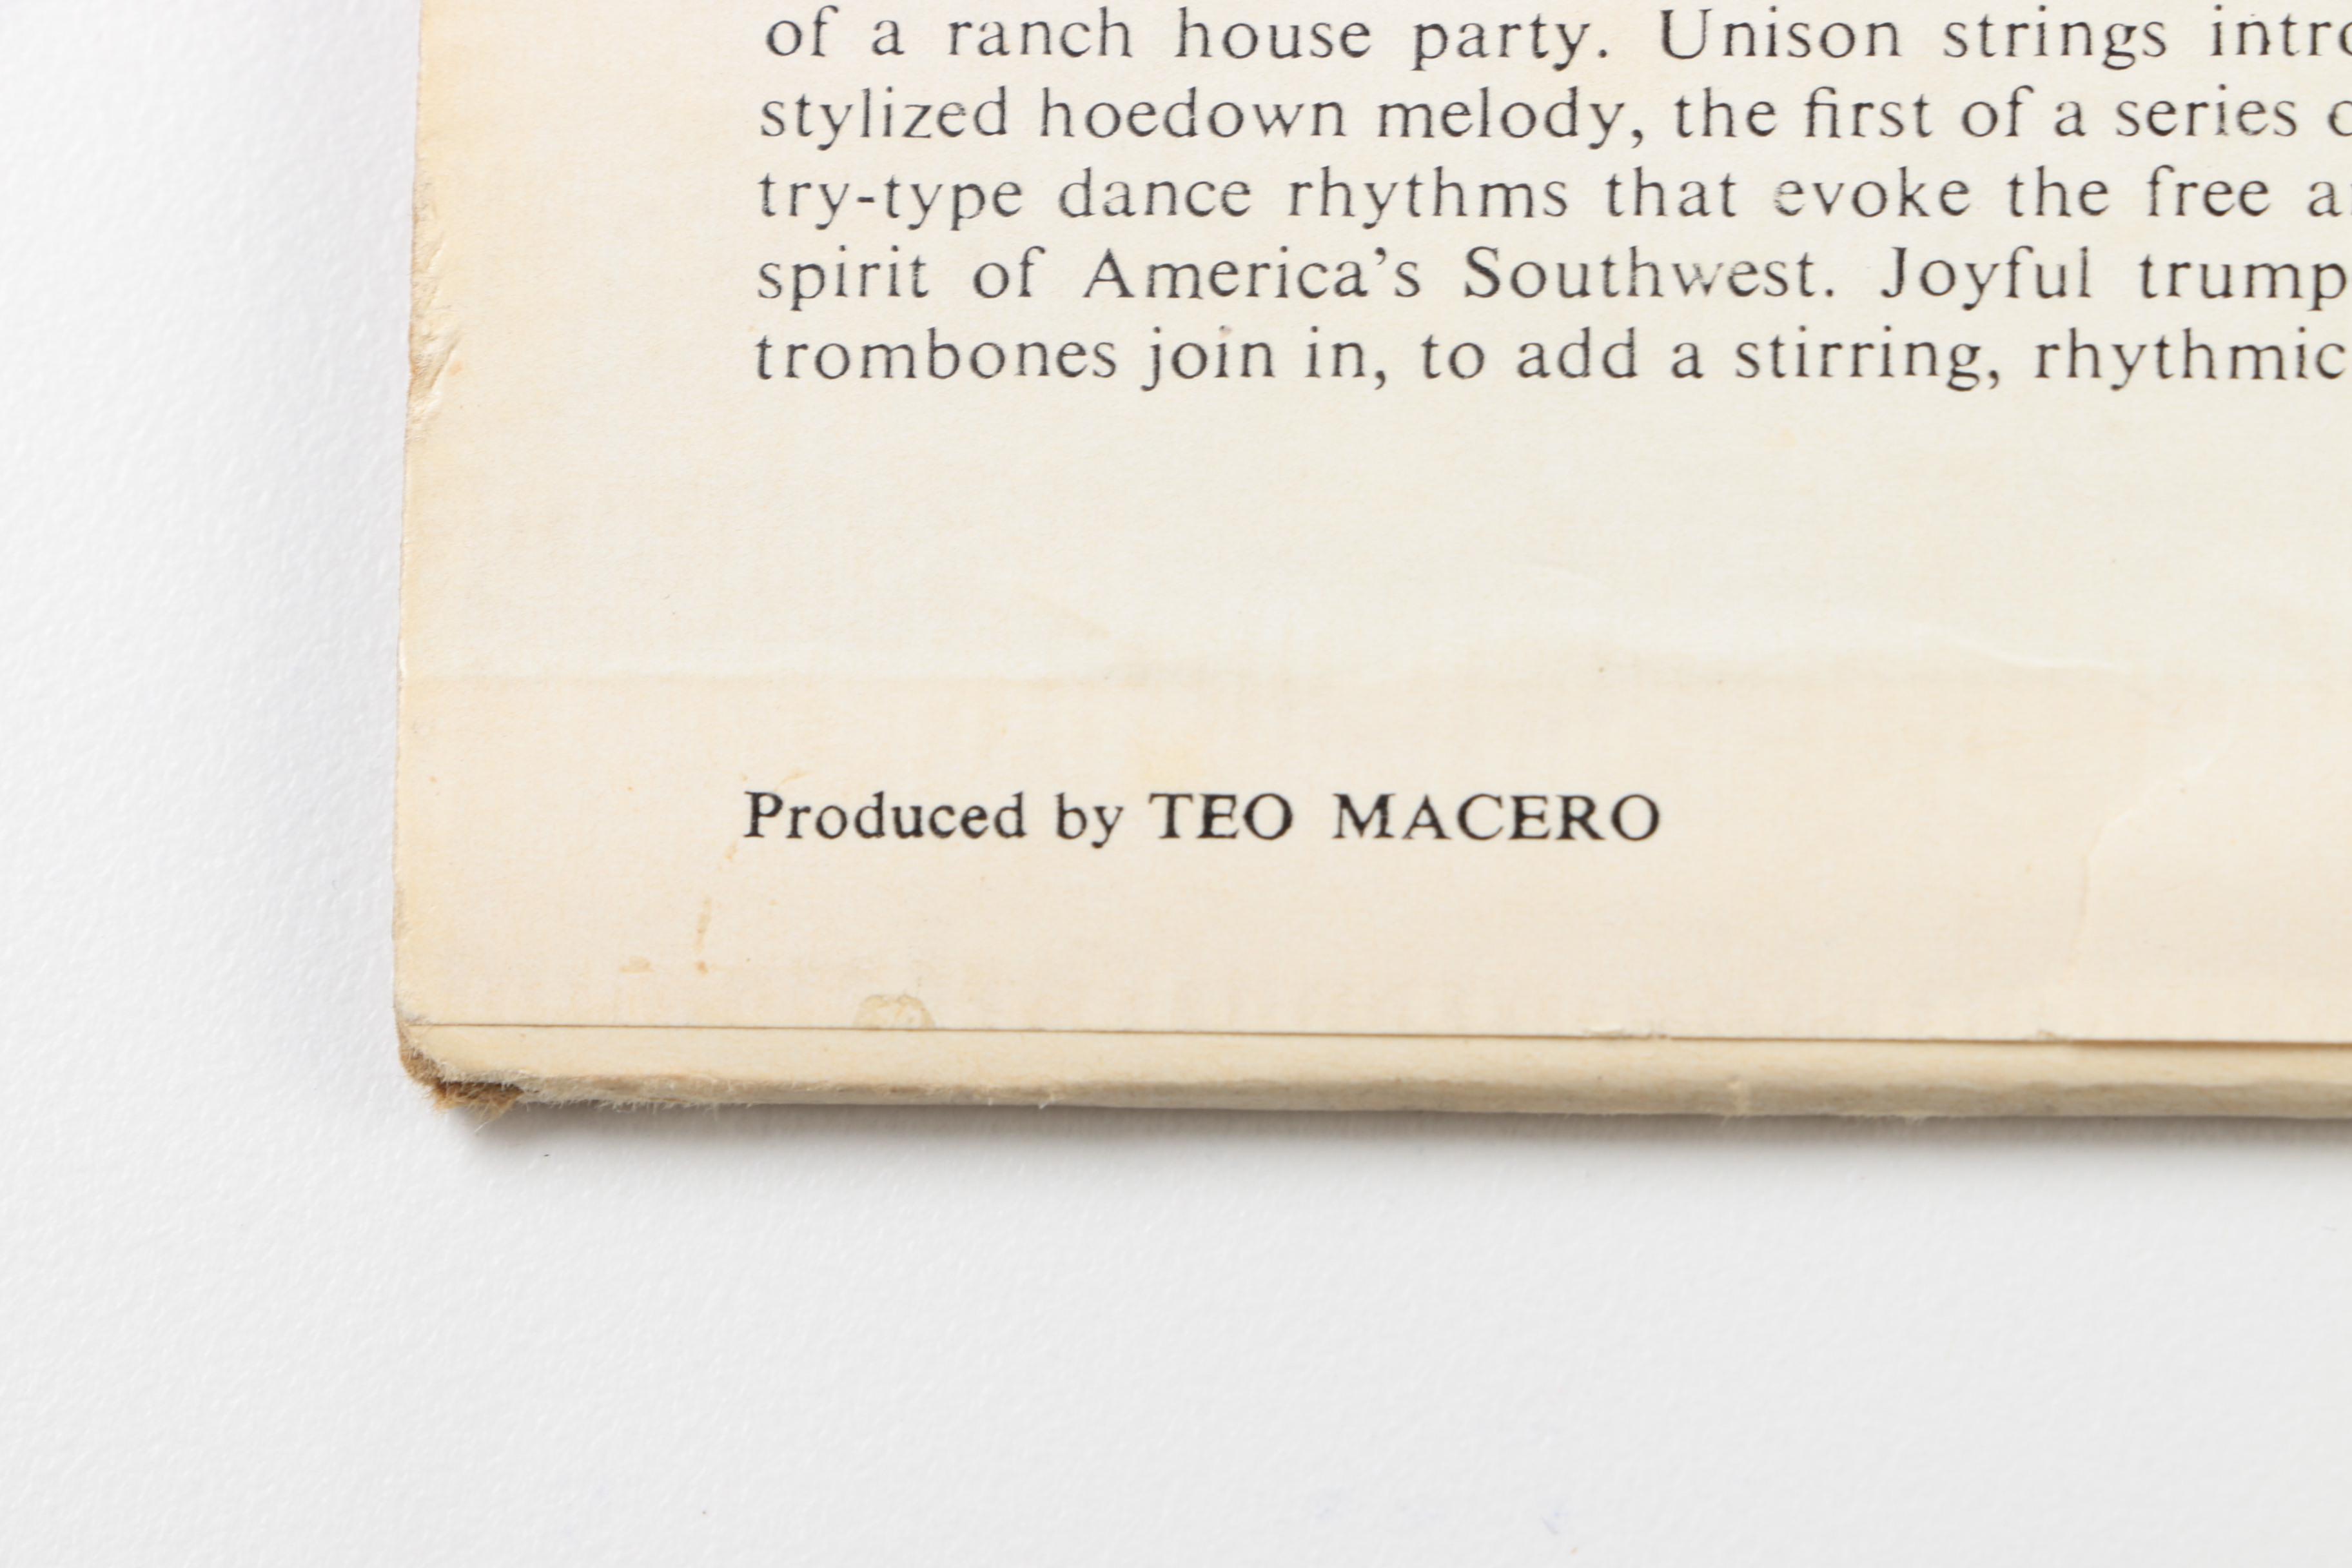 of a ranch house party. Unison strings intro
stylized hoedown melody, the first of a series
try-type dance rhythms that evoke the free
spirit of America's Southwest. Joyful trump
trombones join in, to add a stirring, rhythmic
Produced by TEO MACERO